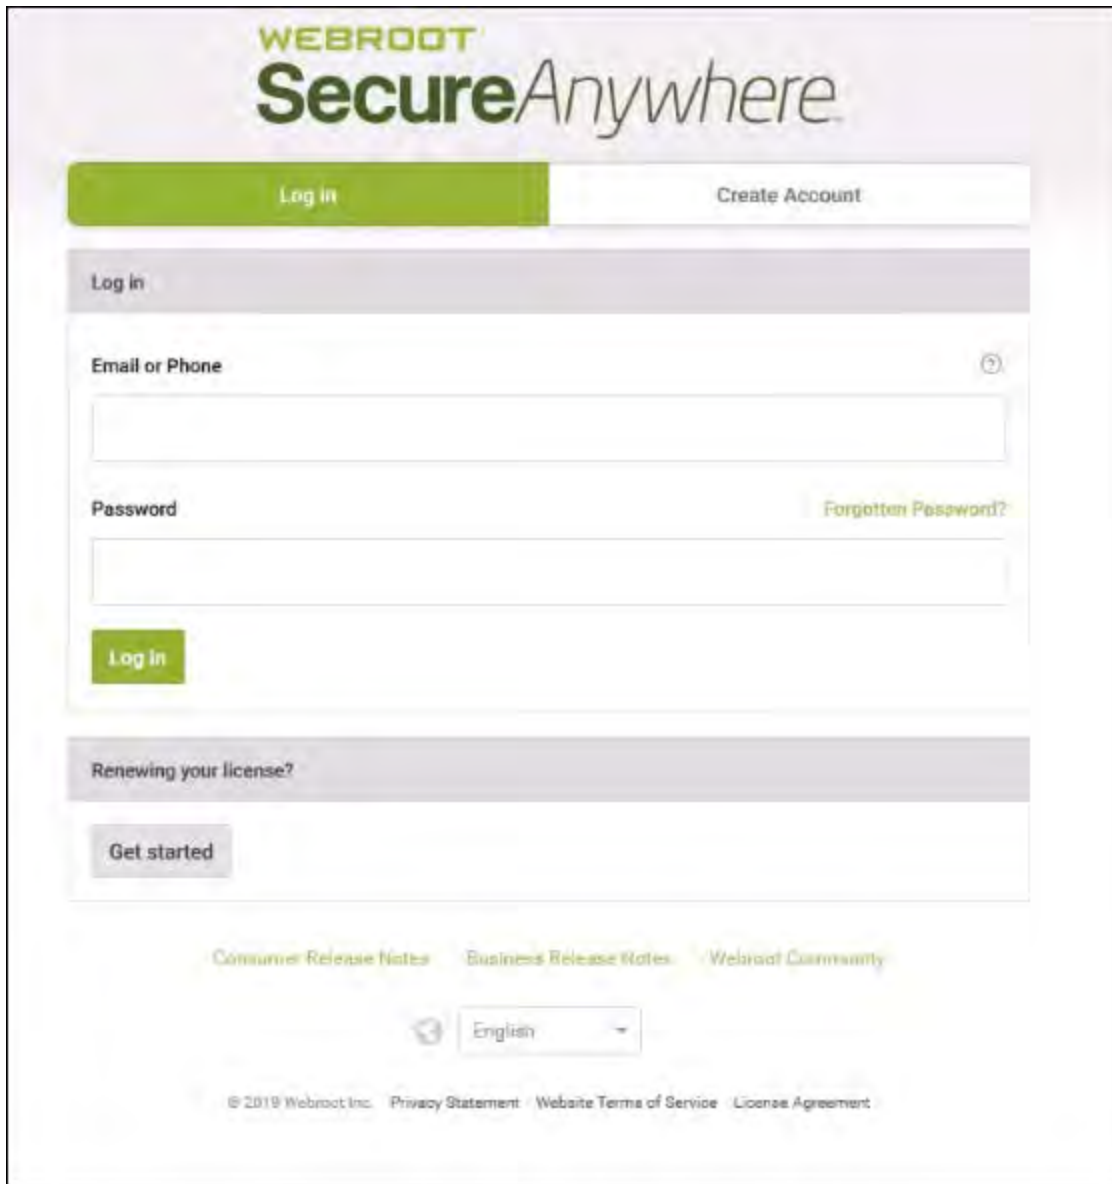 WEBROOT
SecureAnywhere
Log in Create Account
Log in
Email or Phone
Password Forgotten Password?
Log in
Renewing your license?
Get started
Consumer Release Notes Business Release Notes Webroot Community
English
© 2019 Webroot Inc. Privacy Statement Website Terms of Service License Agreement